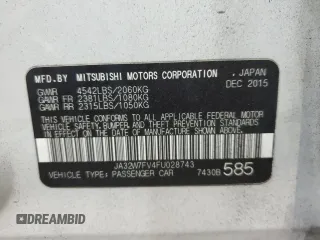 MFD.BY MITSUBISHI MOTORS CORPORATION , JAPAN
GVWR 4542LBS/2060KG DEC 2015
GAWR FR 2381LBS/1080KG
GAWR RR 2315LBS/1050KG
THIS VEHICLE CONFORMS TO ALL APPLICABLE FEDERAL MOTOR
VEHICLE SAFETY, BUMPER, AND THEFT PREVENTION STANDARDS
IN EFFECT ON THE DATE OF MANUFACTURE SHOWN ABOVE.
JA32W7FV4FU028743
VEHICLE TYPE: PASSENGER CAR 7430B 585
AUTOBIDMASTER